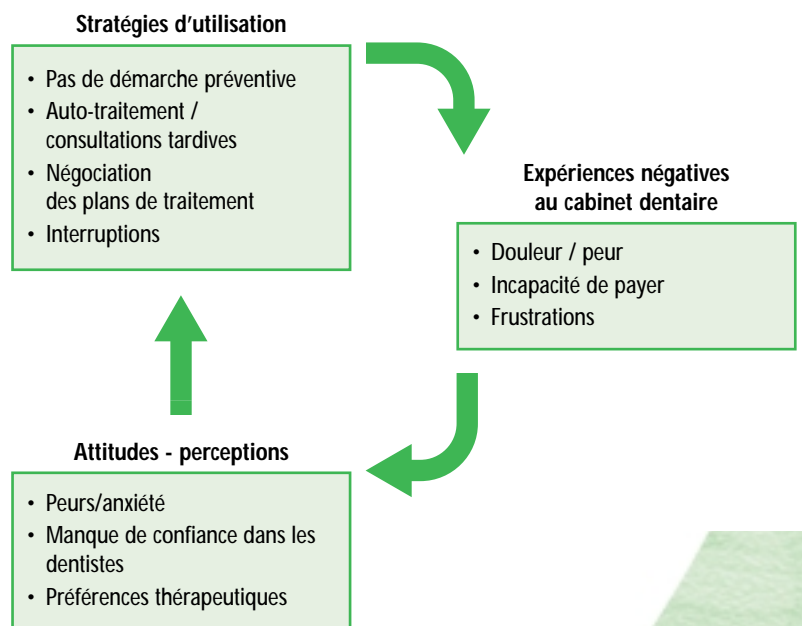 Stratégies d'utilisation
• Pas de démarche préventive
• Auto-traitement /
consultations tardives
• Négociation
des plans de traitement
• Interruptions
Expériences négatives
au cabinet dentaire
• Douleur / peur
• Incapacité de payer
• Frustrations
Attitudes - perceptions
• Peurs/anxiété
• Manque de confiance dans les
dentistes
• Préférences thérapeutiques